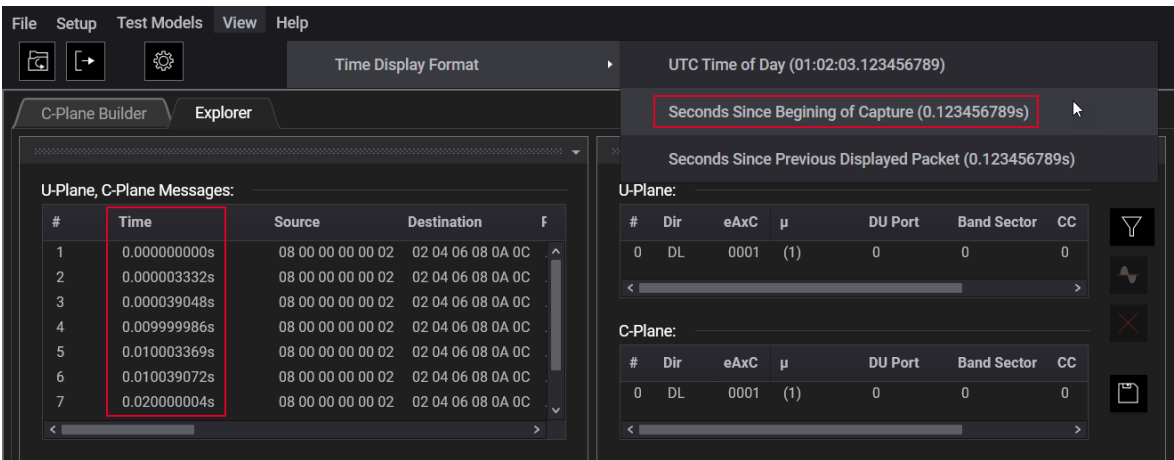 File Setup Test Models View Help
Time Display Format
UTC Time of Day (01:02:03.123456789)
Seconds Since Begining of Capture (0.123456789s)
Seconds Since Previous Displayed Packet (0.123456789s)
C-Plane Builder Explorer
U-Plane, C-Plane Messages:
# Time Source Destination
1 0.000000000s 08 00 00 00 00 02 02 04 06 08 0A 0C
2 0.000003332s 08 00 00 00 00 02 02 04 06 08 0A 0C
3 0.000039048s 08 00 00 00 00 02 02 04 06 08 0A 0C
4 0.009999986s 08 00 00 00 00 02 02 04 06 08 0A 0C
5 0.010003369s 08 00 00 00 00 02 02 04 06 08 0A 0C
6 0.010039072s 08 00 00 00 00 02 02 04 06 08 0A 0C
7 0.020000004s 08 00 00 00 00 02 02 04 06 08 0A 0C
U-Plane:
# Dir eAxC μ DU Port Band Sector CC
0 DL 0001 (1) 0 0 0
C-Plane:
# Dir eAxC μ DU Port Band Sector CC
0 DL 0001 (1) 0 0 0